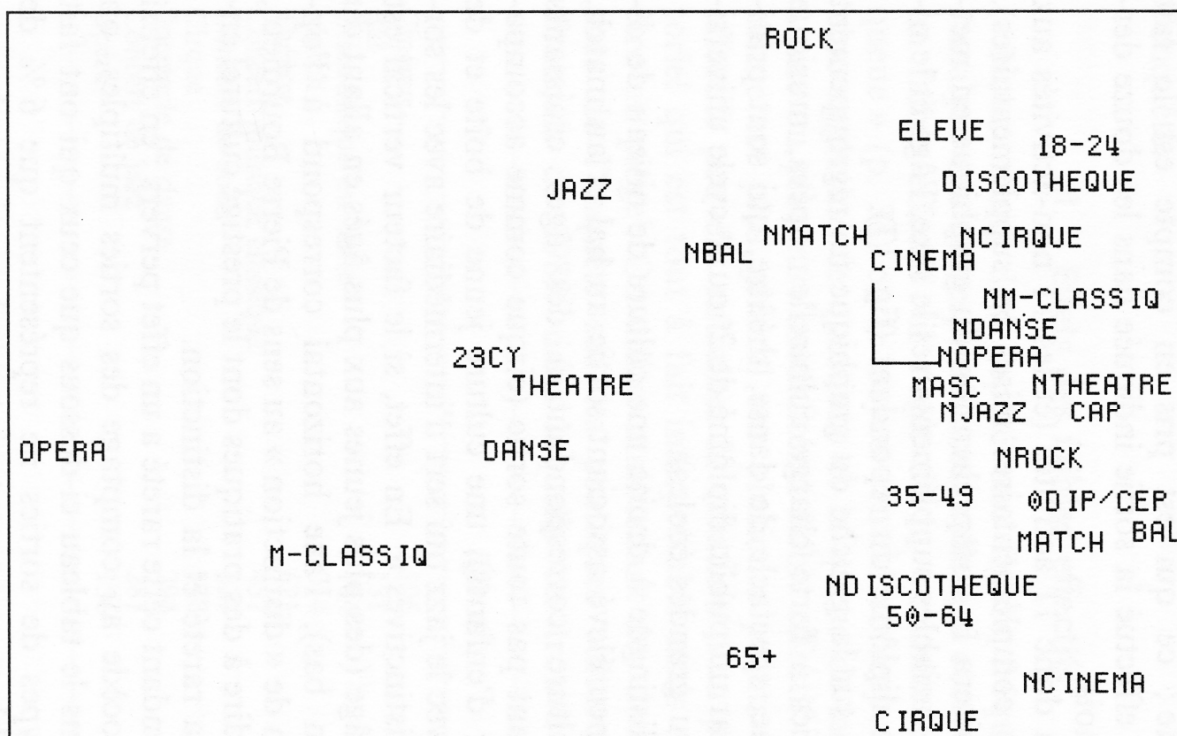 ROCK
ELEVE
18-24
DISCOTHEQUE
JAZZ
NMATCH
NCIRQUE
NBAL
CINEMA
NM-CLASSIQ
NDANSE
23CY
NOPERA
THEATRE
MASC
NTHEATRE
NJAZZ
CAP
OPERA
DANSE
NROCK
35-49
0DIP/CEP
BAL
MATCH
M-CLASSIQ
NDISCOTHEQUE
50-64
65+
NCINEMA
CIRQUE